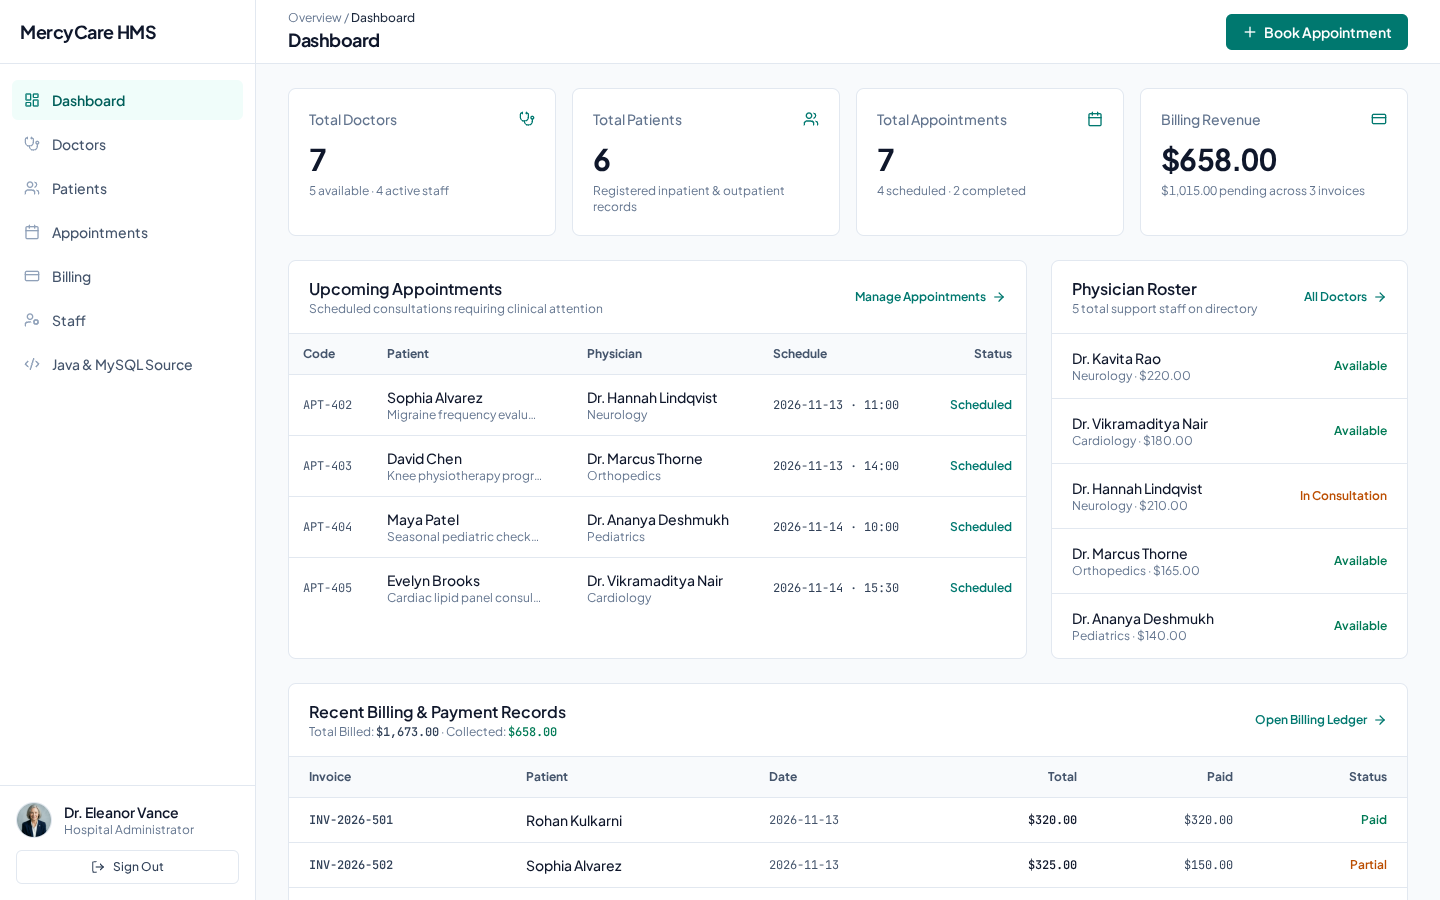 MercyCare HMS
Dashboard
Doctors
Patients
Appointments
Billing
Staff
Java & MySQL Source
Dr. Eleanor Vance
Hospital Administrator
Sign Out
Overview / Dashboard
Dashboard
Book Appointment
Total Doctors
7
5 available · 4 active staff
Total Patients
6
Registered inpatient & outpatient
records
Total Appointments
7
4 scheduled · 2 completed
Billing Revenue
$658.00
$1,015.00 pending across 3 invoices
Upcoming Appointments
Scheduled consultations requiring clinical attention
Manage Appointments
Code Patient Physician Schedule Status
APT-402 Sophia Alvarez Dr. Hannah Lindqvist 2026-11-13 · 11:00 Scheduled
Migraine frequency evalu... Neurology
APT-403 David Chen Dr. Marcus Thorne 2026-11-13 · 14:00 Scheduled
Knee physiotherapy progr... Orthopedics
APT-404 Maya Patel Dr. Ananya Deshmukh 2026-11-14 · 10:00 Scheduled
Seasonal pediatric check... Pediatrics
APT-405 Evelyn Brooks Dr. Vikramaditya Nair 2026-11-14 · 15:30 Scheduled
Cardiac lipid panel consul... Cardiology
Physician Roster
5 total support staff on directory
All Doctors
Dr. Kavita Rao
Neurology · $220.00
Available
Dr. Vikramaditya Nair
Cardiology · $180.00
Available
Dr. Hannah Lindqvist
Neurology · $210.00
In Consultation
Dr. Marcus Thorne
Orthopedics · $165.00
Available
Dr. Ananya Deshmukh
Pediatrics · $140.00
Available
Recent Billing & Payment Records
Total Billed: $1,673.00 · Collected: $658.00
Open Billing Ledger
Invoice Patient Date Total Paid Status
INV-2026-501 Rohan Kulkarni 2026-11-13 $320.00 $320.00 Paid
INV-2026-502 Sophia Alvarez 2026-11-13 $325.00 $150.00 Partial